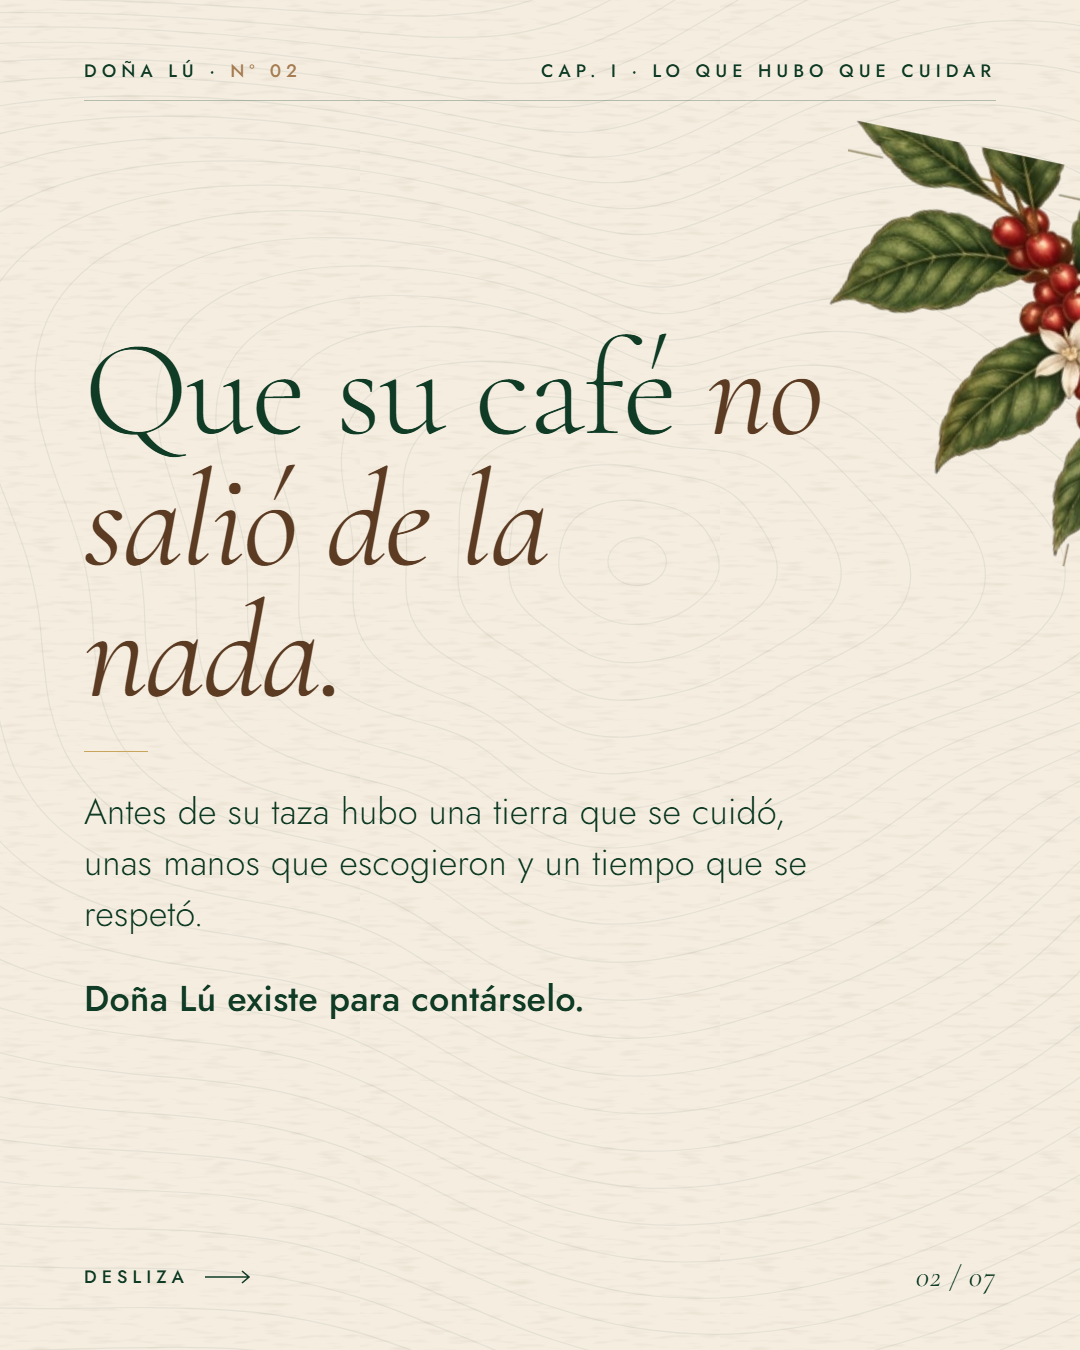 DOÑA LÚ · N° 02
CAP. I · LO QUE HUBO QUE CUIDAR
Que su café no
salió de la
nada.
Antes de su taza hubo una tierra que se cuidó,
unas manos que escogieron y un tiempo que se
respetó.
Doña Lú existe para contárselo.
DESLIZA →
02 / 07